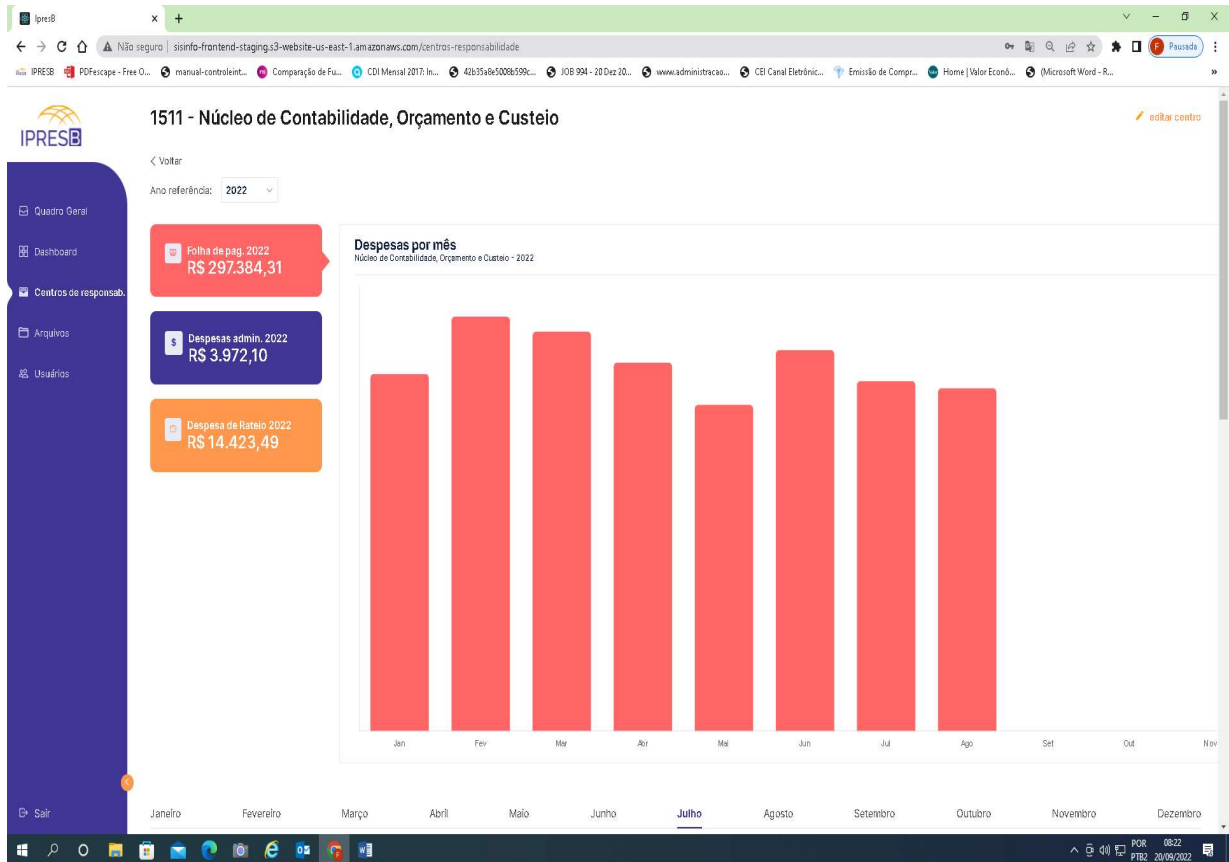 IpresB
Não seguro | sisinfo-frontend-staging.s3-website-us-east-1.amazonaws.com/centros-responsabilidade
F Pausada
IPRESB PDFescape - Free O... manual-controleint... Comparação de Fu... CDI Mensal 2017: In... 42b35a8e5008b599c... JOB 994 - 20 Dez 20... www.administracao... CEI Canal Eletrônic... Emissão de Compr... Home | Valor Econô... (Microsoft Word - R... »
IPRESB
1511 - Núcleo de Contabilidade, Orçamento e Custeio
editar centro
Voltar
Ano referência: 2022
Quadro Geral
Dashboard
Centros de responsab.
Arquivos
Usuários
Folha de pag. 2022
R$ 297.384,31
Despesas admin. 2022
R$ 3.972,10
Despesa de Rateio 2022
R$ 14.423,49
Despesas por mês
Núcleo de Contabilidade, Orçamento e Custeio - 2022
Jan Fev Mar Abr Mai Jun Jul Ago Set Out Nov
Sair
Janeiro Fevereiro Março Abril Maio Junho Julho Agosto Setembro Outubro Novembro Dezembro
POR 08:22
PTB2 20/09/2022